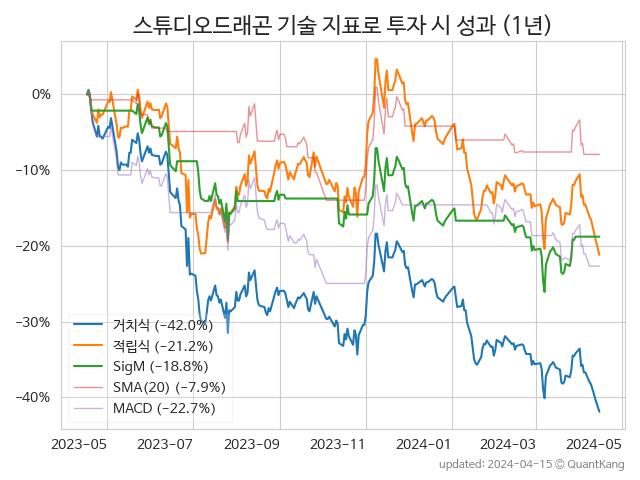 스튜디오드래곤 기술 지표로 투자 시 성과 (1년)
0%
−10%
−20%
−30%
−40%
거치식 (−42.0%)
적립식 (−21.2%)
SigM (−18.8%)
SMA(20) (−7.9%)
MACD (−22.7%)
2023−05 2023−07 2023−09 2023−11 2024−01 2024−03 2024−05
updated: 2024−04−15 © QuantKang